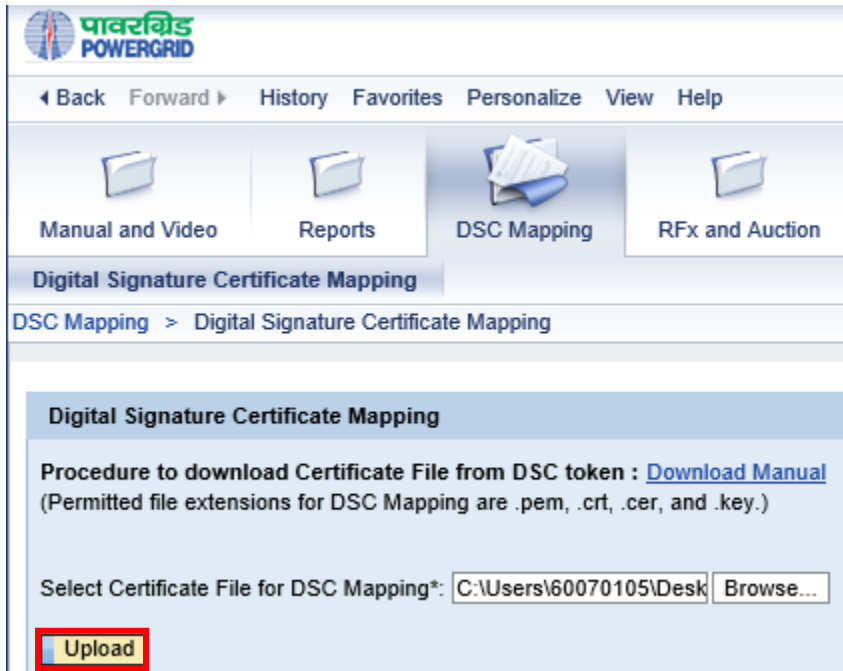 पावरग्रिड
POWERGRID
Back Forward History Favorites Personalize View Help
Manual and Video Reports DSC Mapping RFx and Auction
Digital Signature Certificate Mapping
DSC Mapping > Digital Signature Certificate Mapping
Digital Signature Certificate Mapping
Procedure to download Certificate File from DSC token : Download Manual
(Permitted file extensions for DSC Mapping are .pem, .crt, .cer, and .key.)
Select Certificate File for DSC Mapping*: C:\Users\60070105\Desk Browse...
Upload